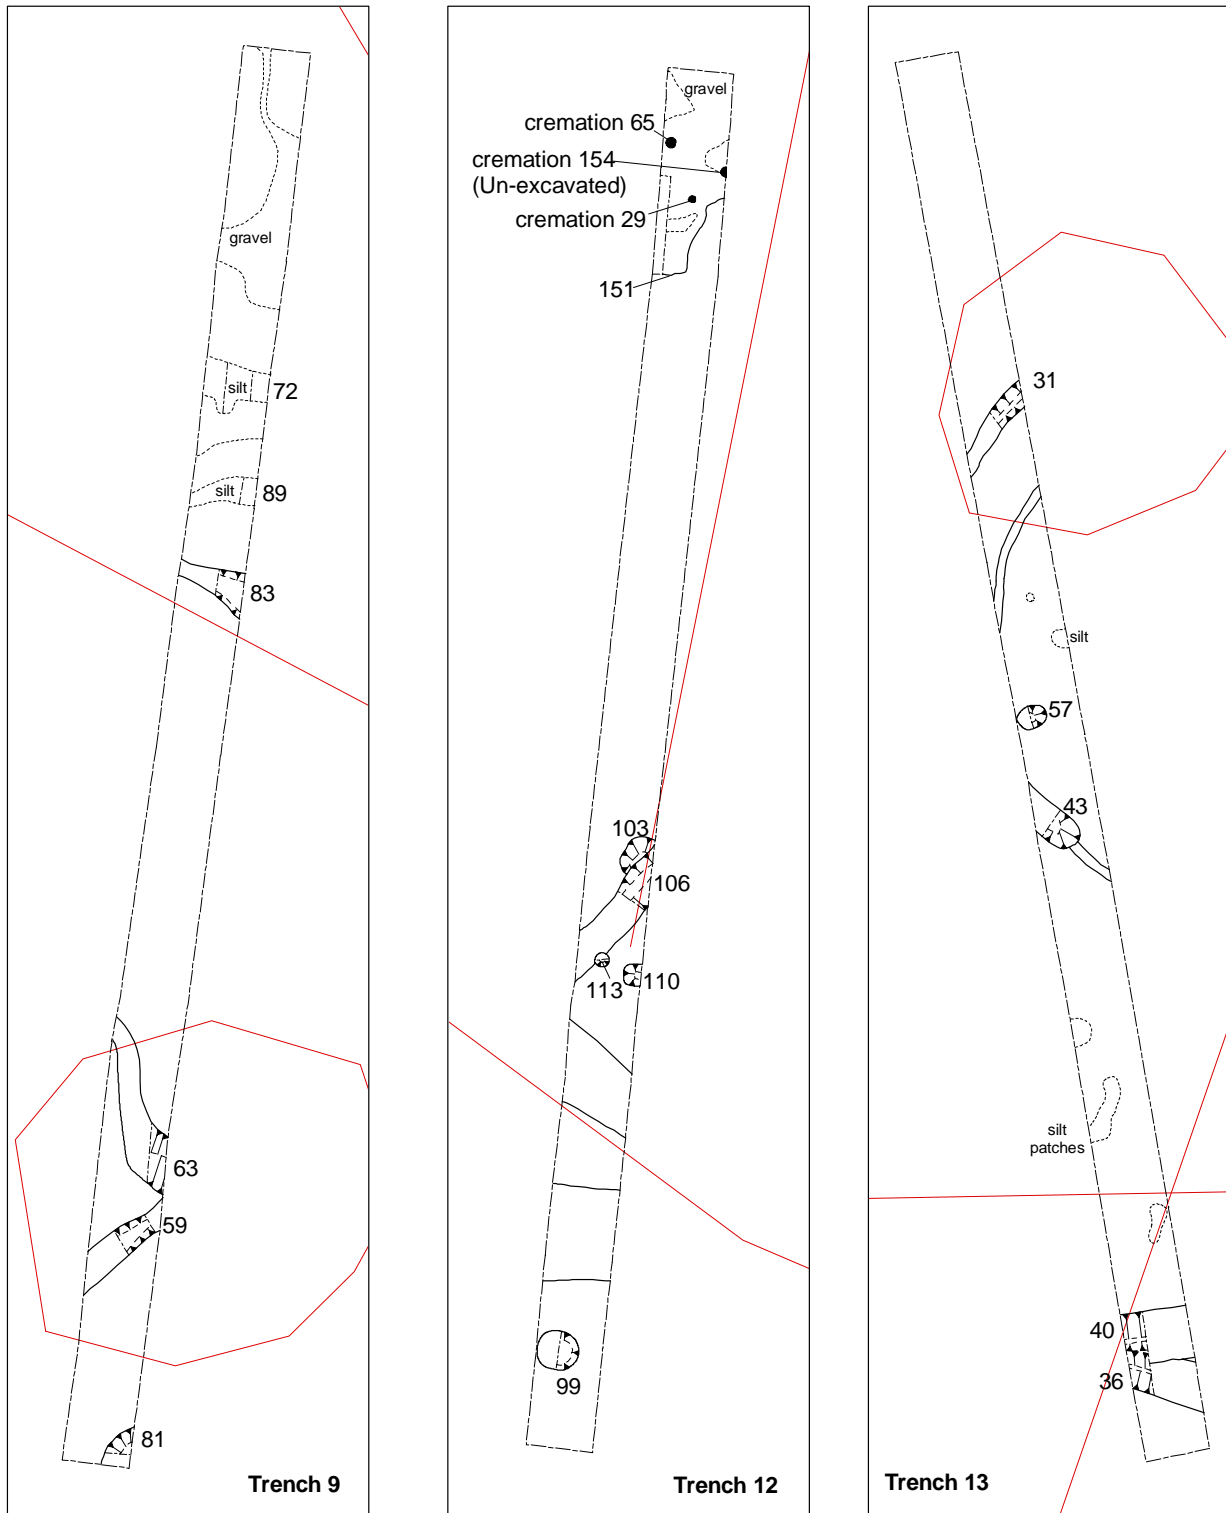 gravel
silt
72
silt
89
83
63
59
81
Trench 9
gravel
cremation 65
cremation 154
(Un-excavated)
cremation 29
151
103
106
113
110
99
Trench 12
31
silt
57
43
silt
patches
40
36
Trench 13